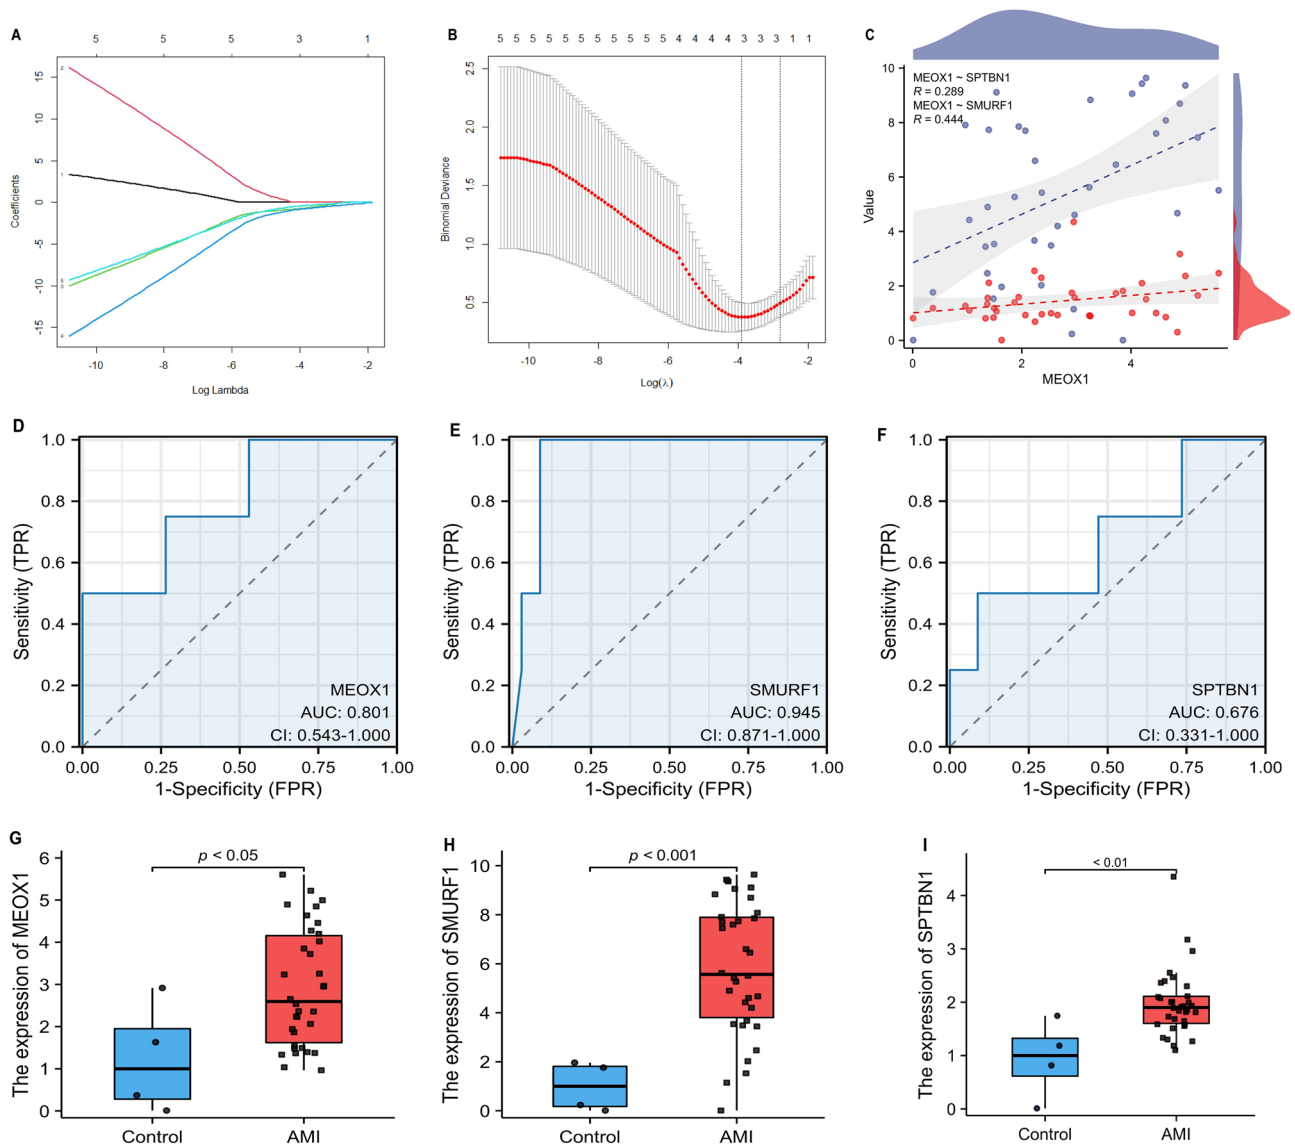 A
5 5 5 3 1
15
10
5
0
-5
-10
-15
Coefficients
2
1
5
3
4
-10 -8 -6 -4 -2
Log Lambda
B
5 5 5 5 5 5 5 5 5 5 5 4 4 4 4 3 3 3 1 1
2.5
2.0
1.5
1.0
0.5
Binomial Deviance
-10 -8 -6 -4 -2
Log(λ)
C
MEOX1 ~ SPTBN1
R = 0.289
MEOX1 ~ SMURF1
R = 0.444
10
8
6
4
2
0
Value
0 2 4
MEOX1
D
1.0
0.8
0.6
0.4
0.2
0.0
Sensitivity (TPR)
MEOX1
AUC: 0.801
CI: 0.543-1.000
0.00 0.25 0.50 0.75 1.00
1-Specificity (FPR)
E
1.0
0.8
0.6
0.4
0.2
0.0
Sensitivity (TPR)
SMURF1
AUC: 0.945
CI: 0.871-1.000
0.00 0.25 0.50 0.75 1.00
1-Specificity (FPR)
F
1.0
0.8
0.6
0.4
0.2
0.0
Sensitivity (TPR)
SPTBN1
AUC: 0.676
CI: 0.331-1.000
0.00 0.25 0.50 0.75 1.00
1-Specificity (FPR)
G
p < 0.05
6
5
4
3
2
1
0
The expression of MEOX1
Control AMI
H
p < 0.001
10
8
6
4
2
0
The expression of SMURF1
Control AMI
I
< 0.01
4
3
2
1
0
The expression of SPTBN1
Control AMI